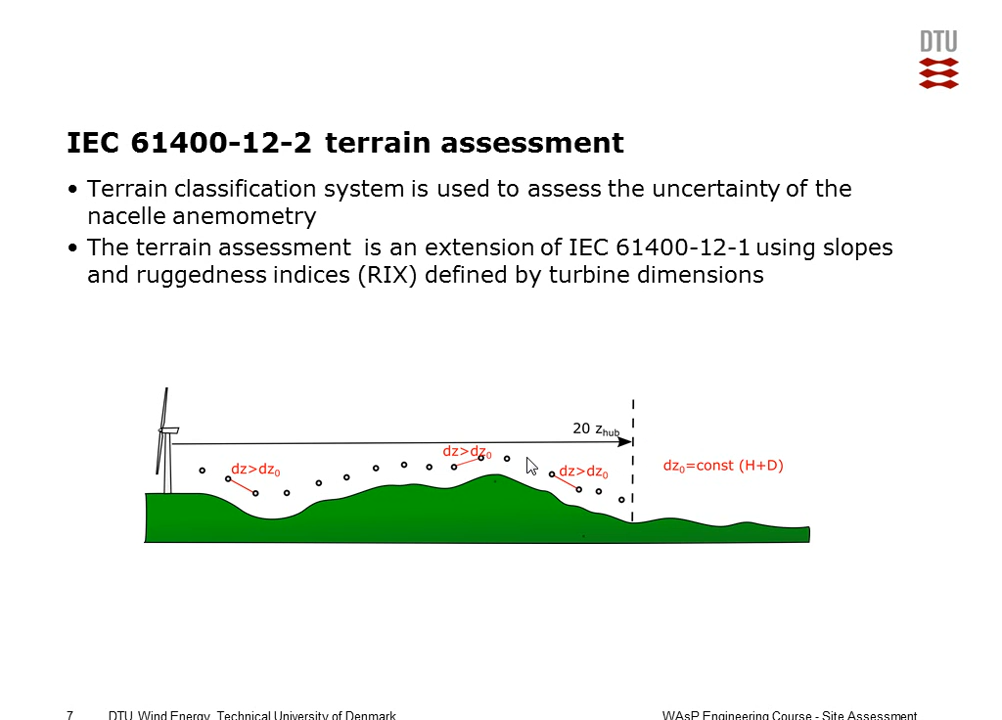 DTU
IEC 61400-12-2 terrain assessment
• Terrain classification system is used to assess the uncertainty of the
nacelle anemometry
• The terrain assessment is an extension of IEC 61400-12-1 using slopes
and ruggedness indices (RIX) defined by turbine dimensions
20 zhub
dz>dz0
dz>dz0
dz>dz0
dz0=const (H+D)
7 DTU Wind Energy, Technical University of Denmark WAsP Engineering Course - Site Assessment